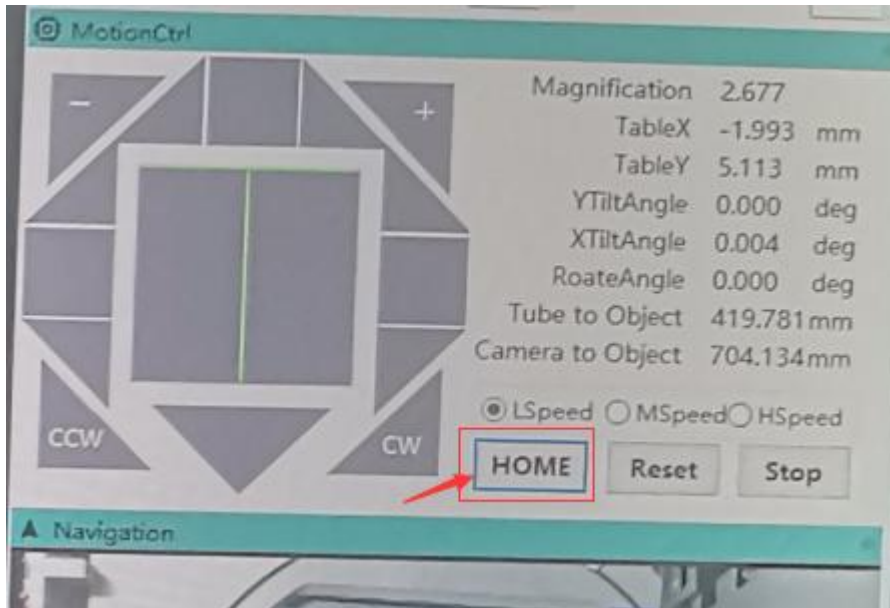 MotionCtrl
- +
Magnification 2.677
TableX -1.993 mm
TableY 5.113 mm
YTiltAngle 0.000 deg
XTiltAngle 0.004 deg
RoateAngle 0.000 deg
Tube to Object 419.781 mm
Camera to Object 704.134 mm
LSpeed MSpeed HSpeed
CCW CW
HOME Reset Stop
Navigation